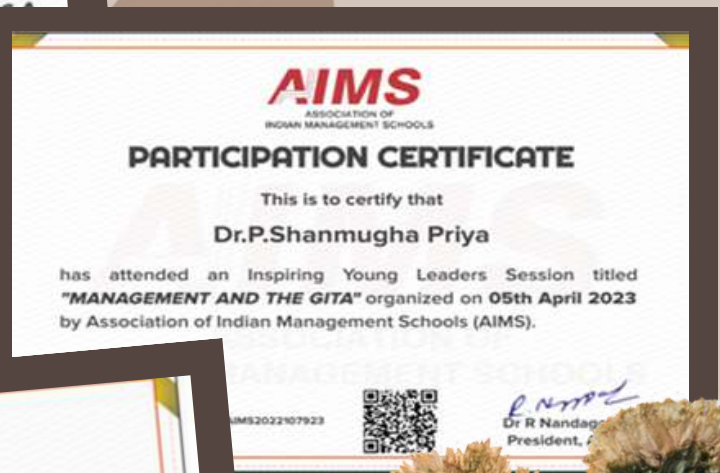 AIMS
ASSOCIATION OF
INDIAN MANAGEMENT SCHOOLS
PARTICIPATION CERTIFICATE
This is to certify that
Dr.P.Shanmugha Priya
has attended an Inspiring Young Leaders Session titled
"MANAGEMENT AND THE GITA" organized on 05th April 2023
by Association of Indian Management Schools (AIMS).
AIMS2022107923
Dr R
President,